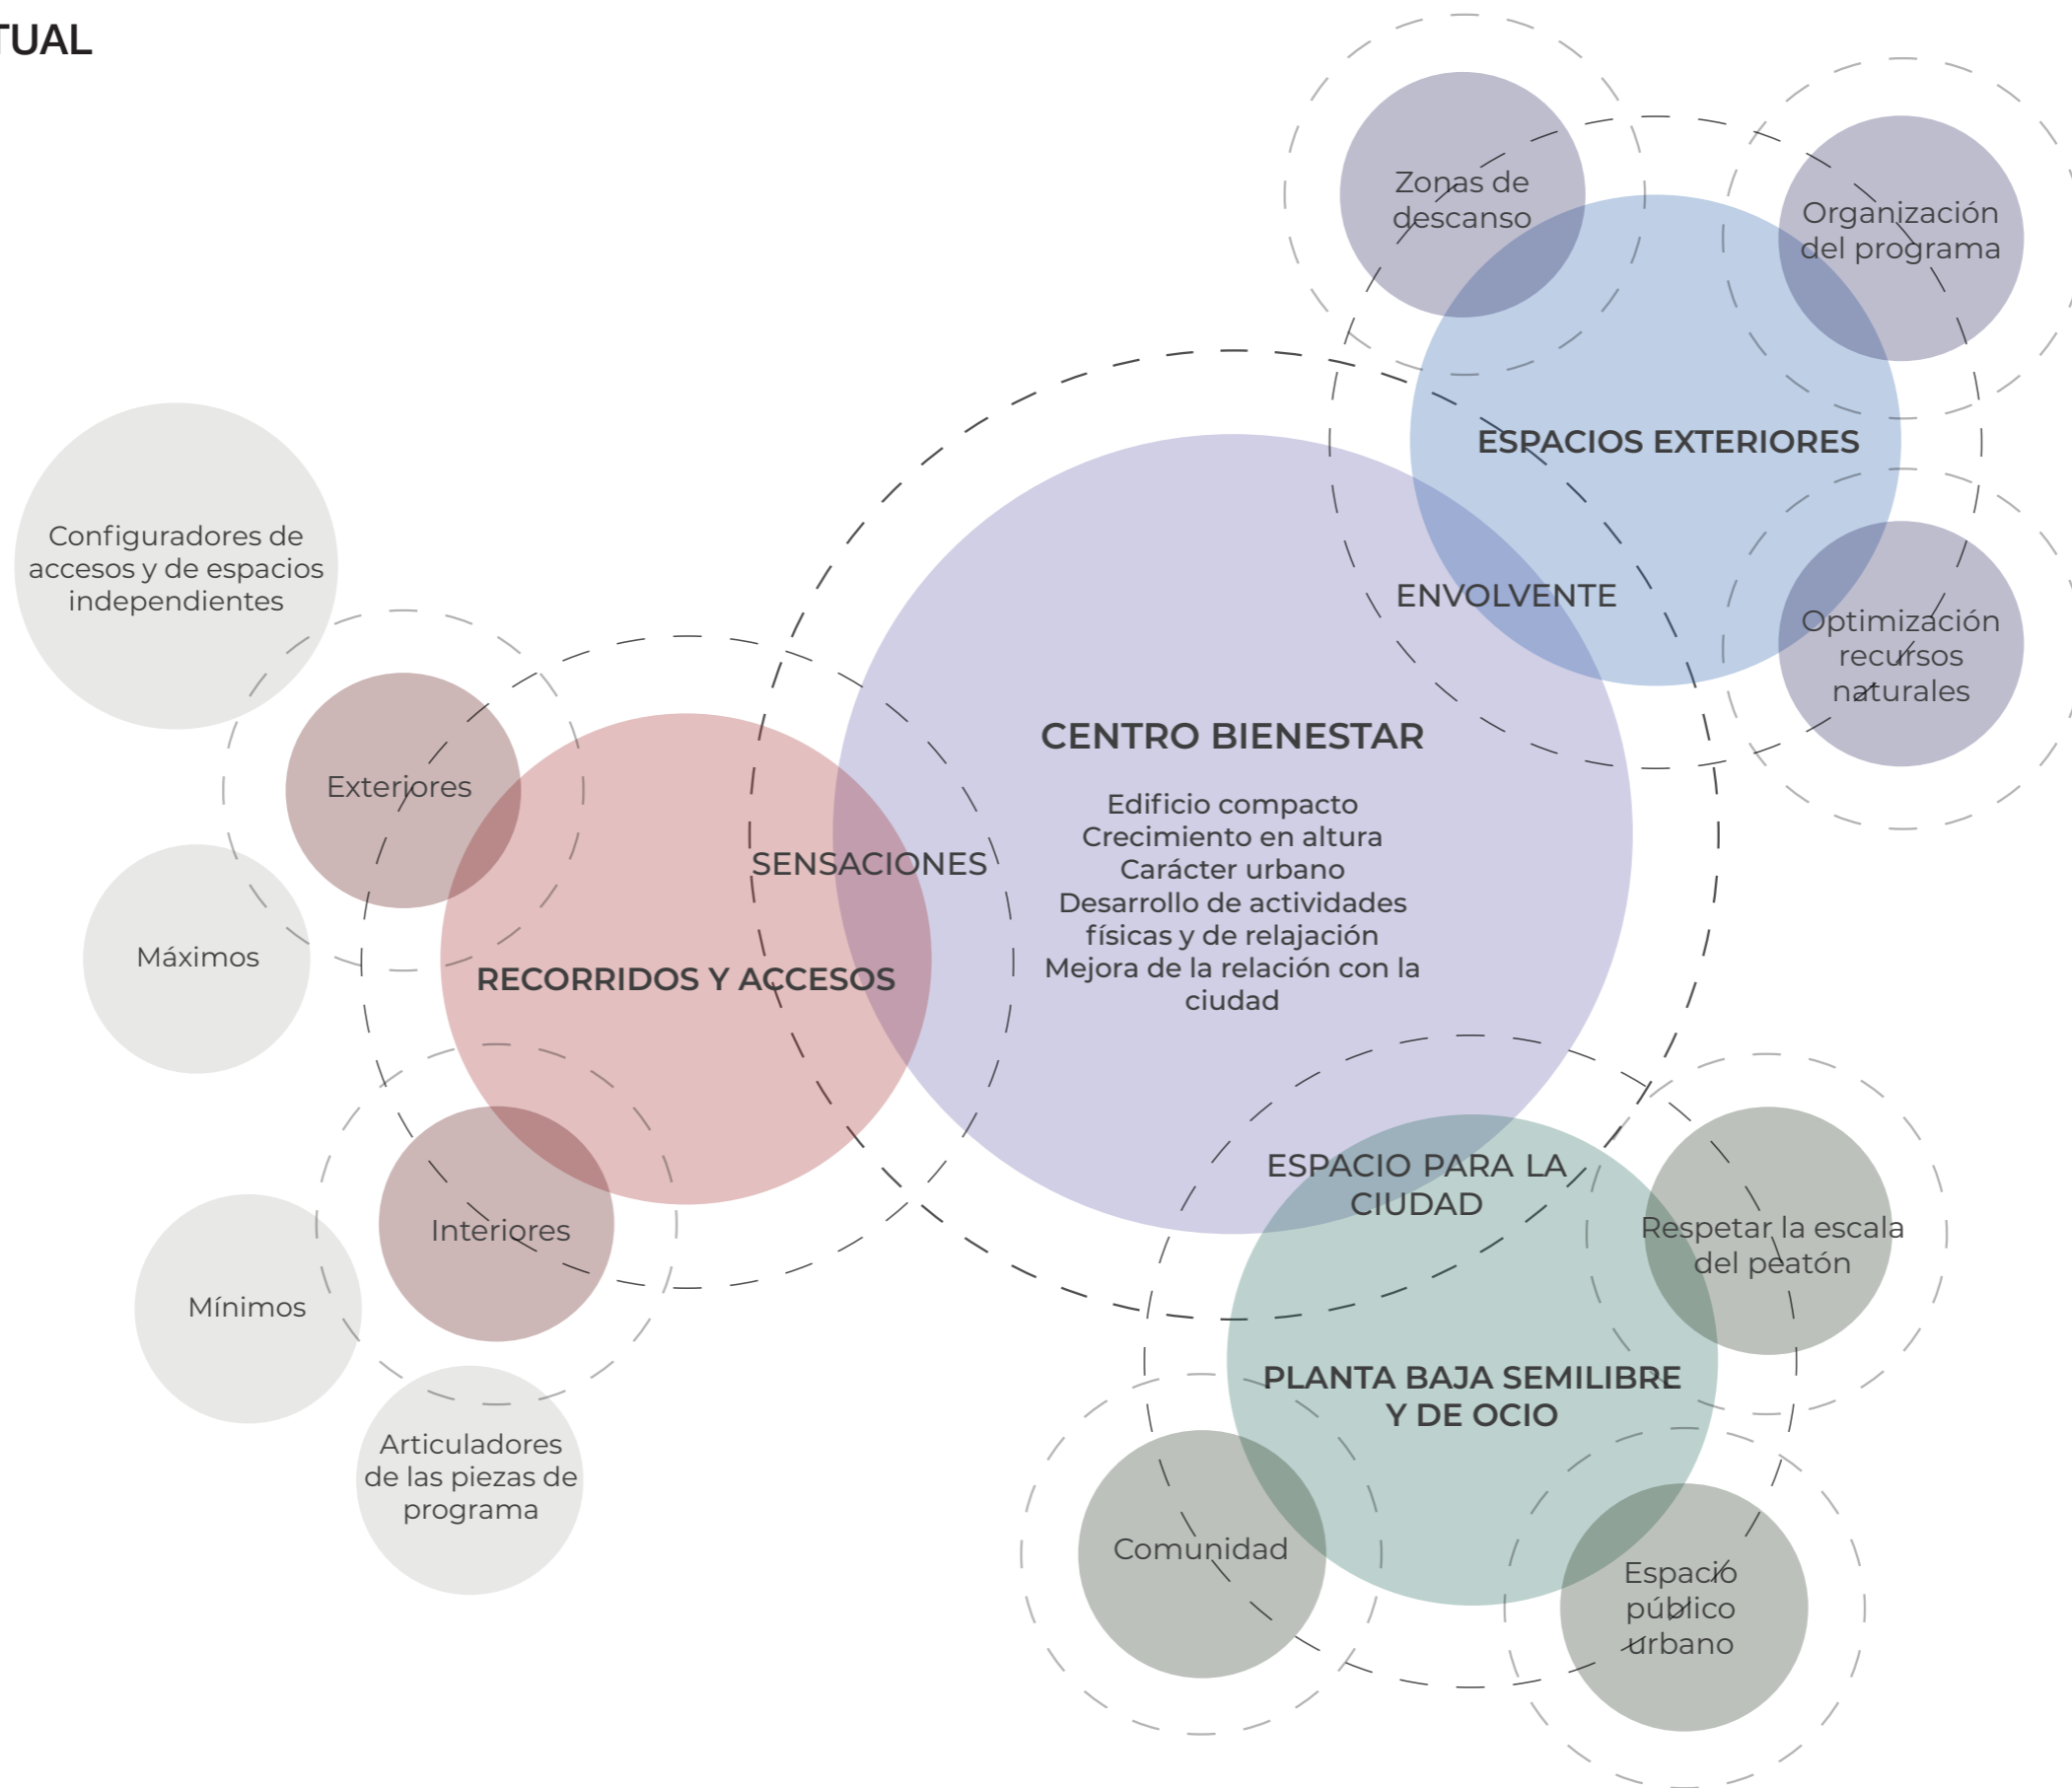 TUAL
Zonas de
descanso
Organización
del programa
ESPACIOS EXTERIORES
ENVOLVENTE
Optimización
recursos
naturales
Configuradores de
accesos y de espacios
independientes
Exteriores
Máximos
SENSACIONES
RECORRIDOS Y ACCESOS
CENTRO BIENESTAR
Edificio compacto
Crecimiento en altura
Carácter urbano
Desarrollo de actividades
físicas y de relajación
Mejora de la relación con la
ciudad
Interiores
Mínimos
Articuladores
de las piezas de
programa
ESPACIO PARA LA
CIUDAD
Respetar la escala
del peatón
PLANTA BAJA SEMILIBRE
Y DE OCIO
Comunidad
Espacio
público
urbano